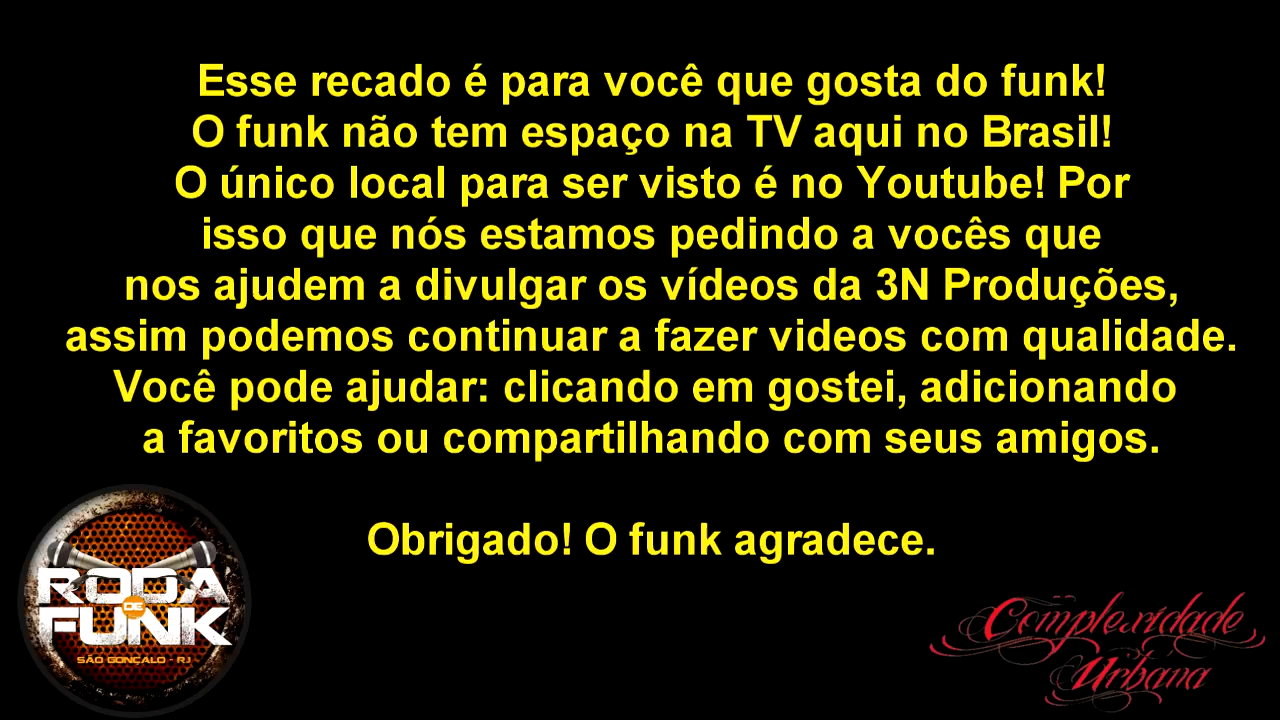 Esse recado é para você que gosta do funk!
O funk não tem espaço na TV aqui no Brasil!
O único local para ser visto é no Youtube! Por
isso que nós estamos pedindo a vocês que
nos ajudem a divulgar os vídeos da 3N Produções,
assim podemos continuar a fazer videos com qualidade.
Você pode ajudar: clicando em gostei, adicionando
a favoritos ou compartilhando com seus amigos.
Obrigado! O funk agradece.
RODA
DE
FUNK
SÃO GONÇALO - RJ
Complexidade
Urbana